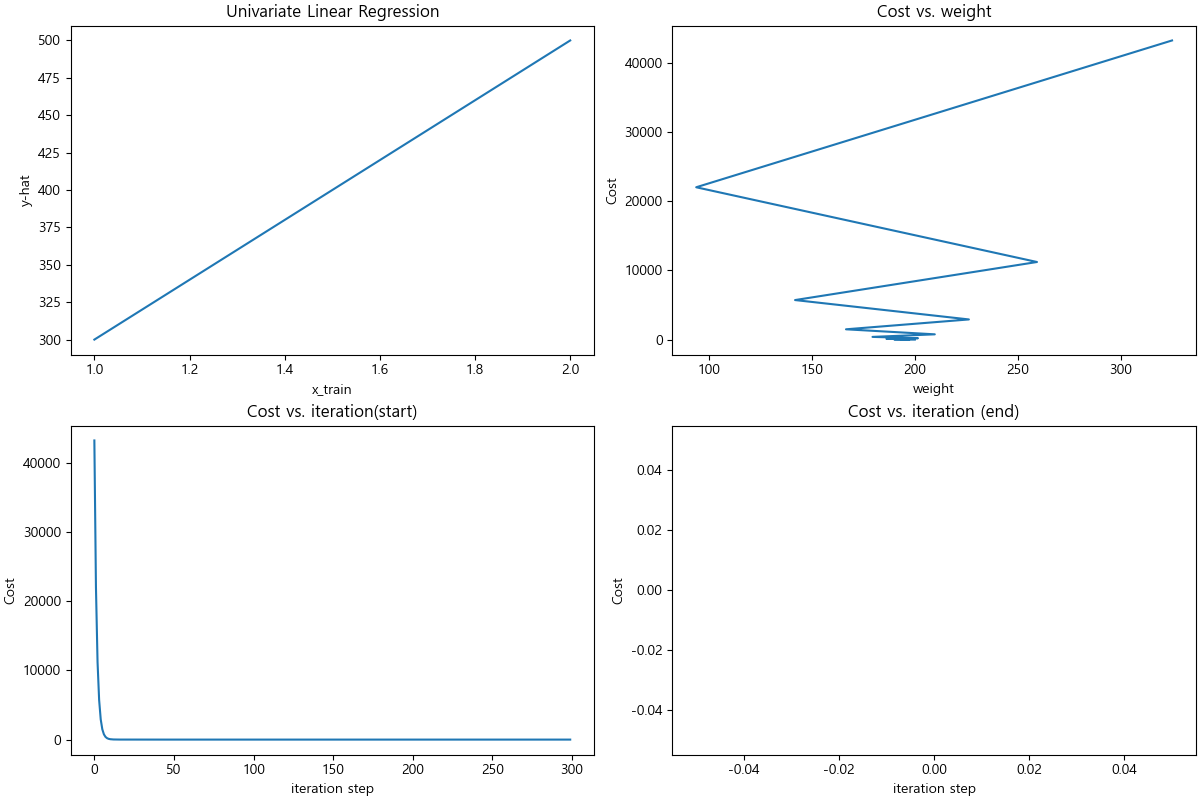 Univariate Linear Regression
500
475
450
425
400
375
350
325
300
y-hat
1.0 1.2 1.4 1.6 1.8 2.0
x_train
Cost vs. weight
40000
30000
20000
10000
0
Cost
100 150 200 250 300
weight
Cost vs. iteration(start)
40000
30000
20000
10000
0
Cost
0 50 100 150 200 250 300
iteration step
Cost vs. iteration (end)
0.04
0.02
0.00
-0.02
-0.04
Cost
-0.04 -0.02 0.00 0.02 0.04
iteration step